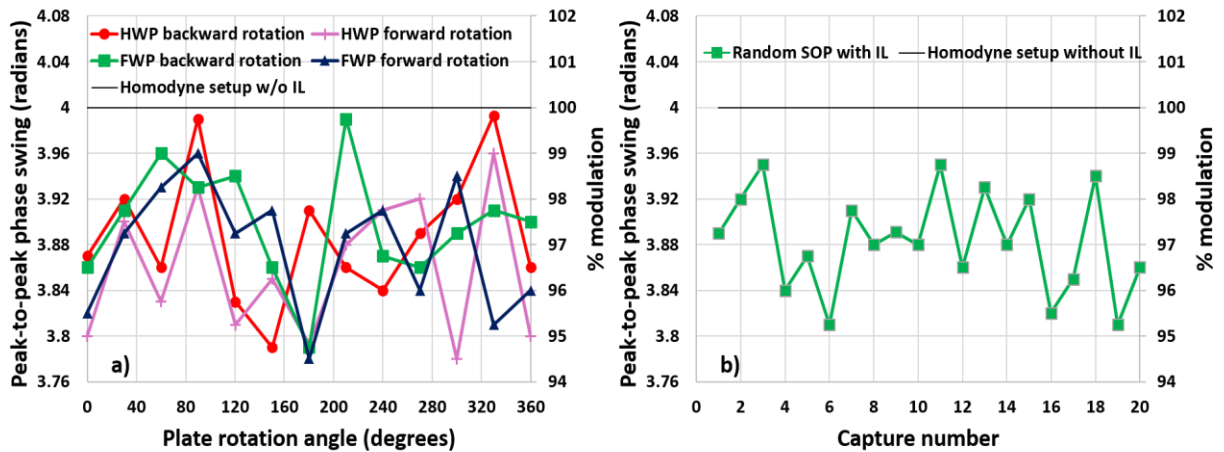 Peak-to-peak phase swing (radians)
4.08
4.04
4
3.96
3.92
3.88
3.84
3.8
3.76
HWP backward rotation
HWP forward rotation
FWP backward rotation
FWP forward rotation
Homodyne setup w/o IL
a)
102
101
100
99
98
97
96
95
94
% modulation
0 40 80 120 160 200 240 280 320 360
Plate rotation angle (degrees)
Peak-to-peak phase swing (radians)
4.08
4.04
4
3.96
3.92
3.88
3.84
3.8
3.76
Random SOP with IL
Homodyne setup without IL
b)
102
101
100
99
98
97
96
95
94
% modulation
0 2 4 6 8 10 12 14 16 18 20
Capture number